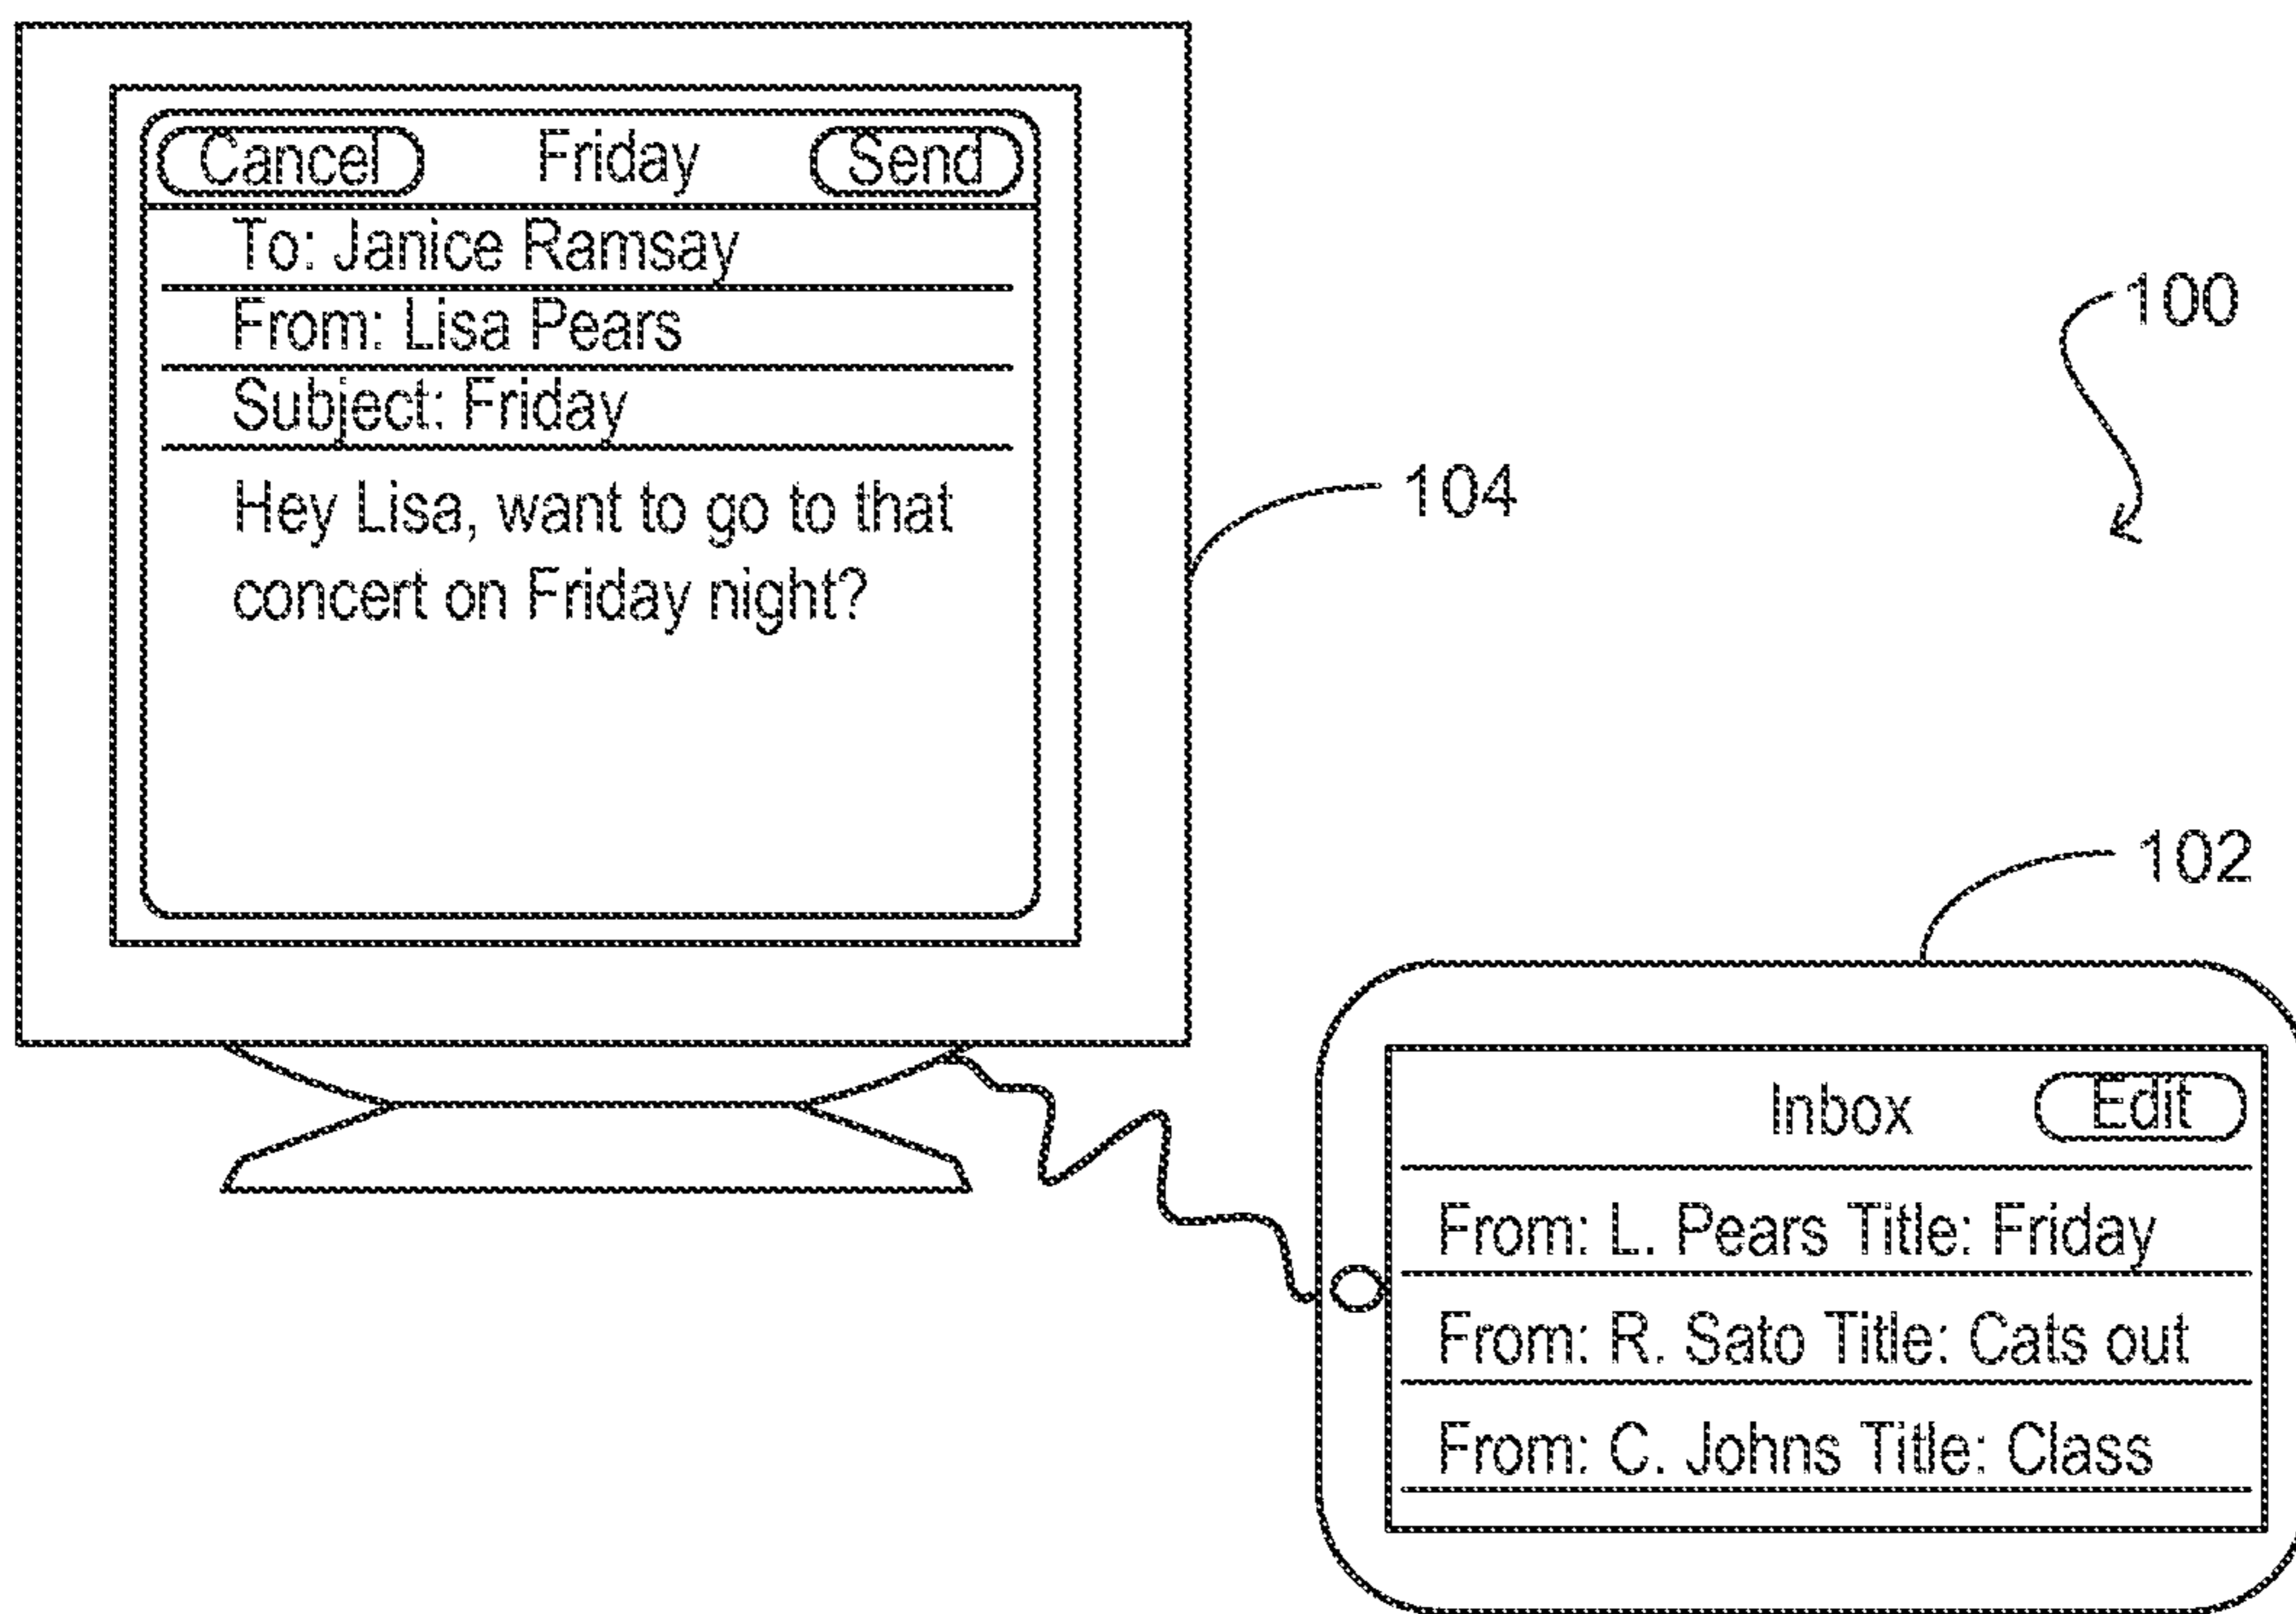 Cancel Friday Send
To: Janice Ramsay
From: Lisa Pears
Subject: Friday
Hey Lisa, want to go to that
concert on Friday night?
100
104
102
Inbox Edit
From: L. Pears Title: Friday
From: R. Sato Title: Cats out
From: C. Johns Title: Class